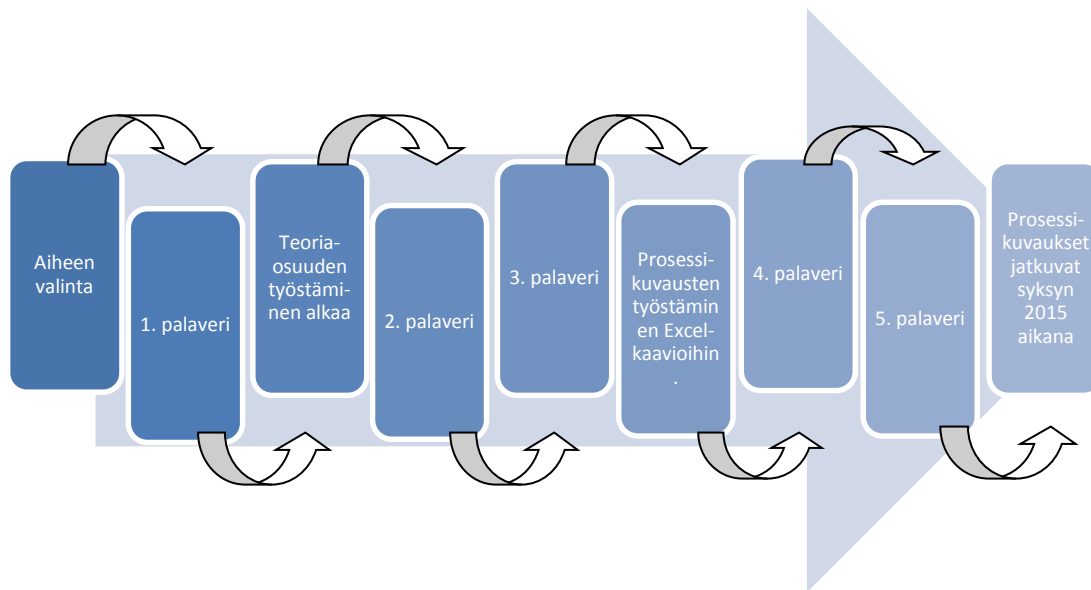 Aiheen
valinta
1. palaveri
Teoria-
osuuden
työstämi-
nen alkaa
2. palaveri
3. palaveri
Prosessi-
kuvausten
työstämin
en Excel-
kaavioihin
.
4. palaveri
5. palaveri
Prosessi-
kuvaukset
jatkuvat
syksyn
2015
aikana